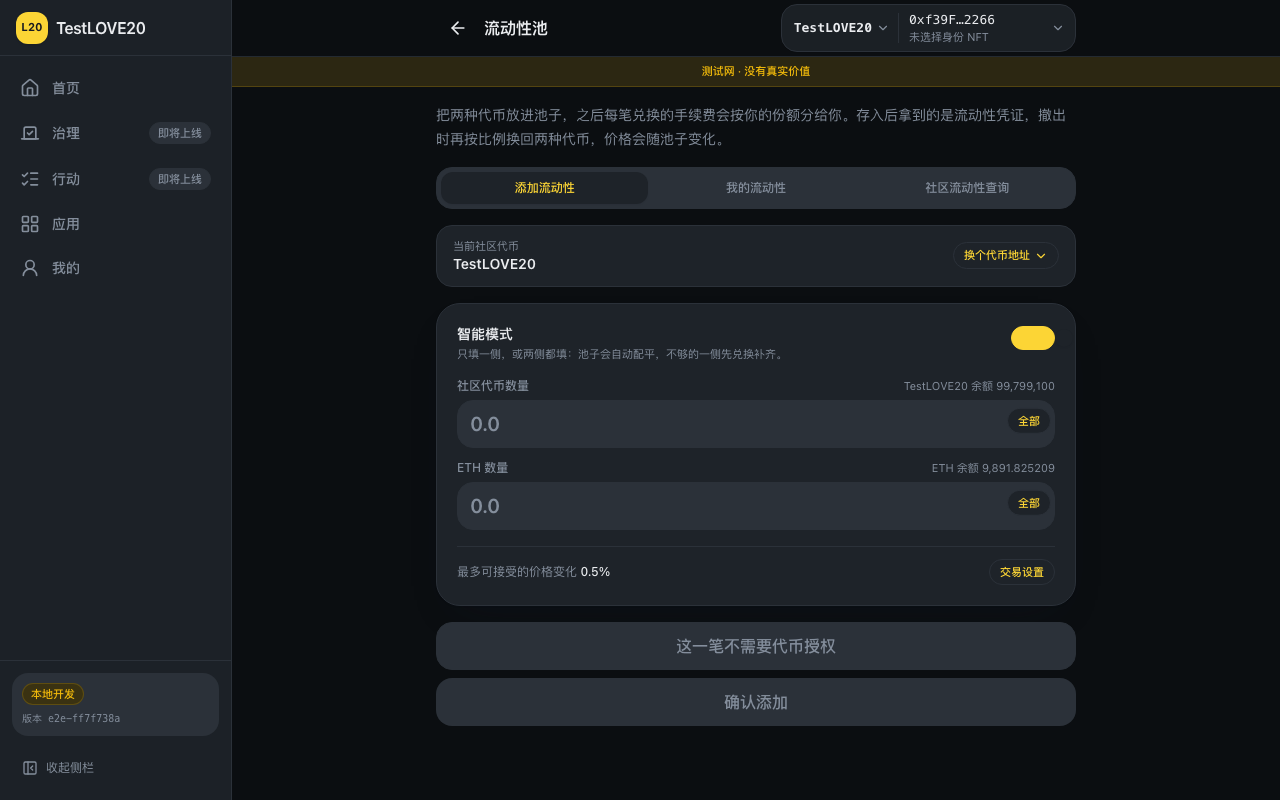 L20 TestLOVE20
首页
治理 即将上线
行动 即将上线
应用
我的
本地开发
版本 e2e-ff7f738a
收起侧栏
流动性池
TestLOVE20
0xf39F…2266
未选择身份 NFT
测试网 · 没有真实价值
把两种代币放进池子，之后每笔兑换的手续费会按你的份额分给你。存入后拿到的是流动性凭证，撤出
时再按比例换回两种代币，价格会随池子变化。
添加流动性 我的流动性 社区流动性查询
当前社区代币
TestLOVE20
换个代币地址
智能模式
只填一侧，或两侧都填：池子会自动配平，不够的一侧先兑换补齐。
社区代币数量 TestLOVE20 余额 99,799,100
0.0 全部
ETH 数量 ETH 余额 9,891.825209
0.0 全部
最多可接受的价格变化 0.5% 交易设置
这一笔不需要代币授权
确认添加